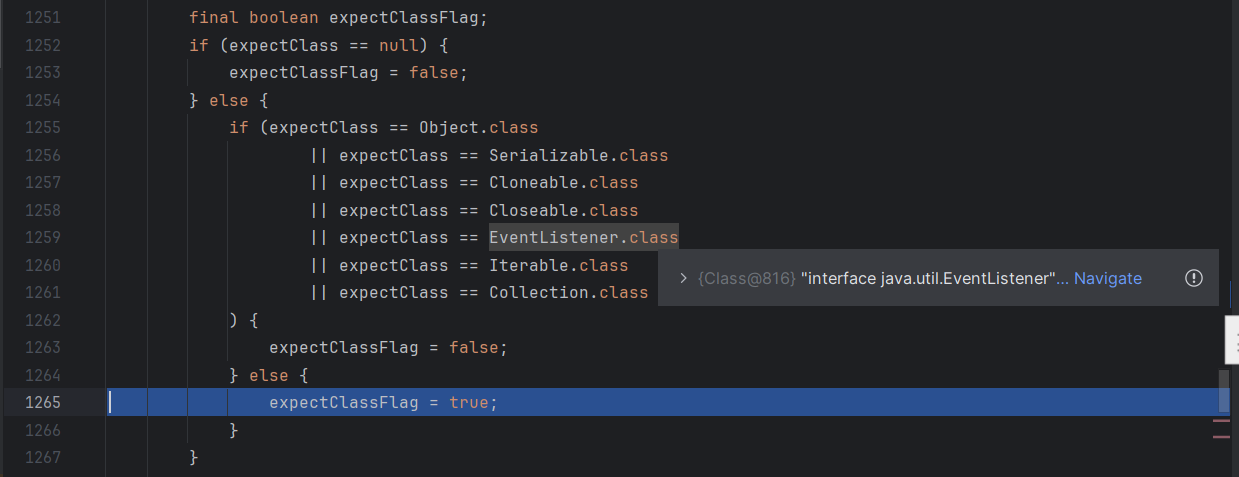 1251 final boolean expectClassFlag;
1252 if (expectClass == null) {
1253 expectClassFlag = false;
1254 } else {
1255 if (expectClass == Object.class
1256 || expectClass == Serializable.class
1257 || expectClass == Cloneable.class
1258 || expectClass == Closeable.class
1259 || expectClass == EventListener.class
1260 || expectClass == Iterable.class
{Class@816} "interface java.util.EventListener"... Navigate
1261 || expectClass == Collection.class
1262 ) {
1263 expectClassFlag = false;
1264 } else {
1265 expectClassFlag = true;
1266 }
1267 }